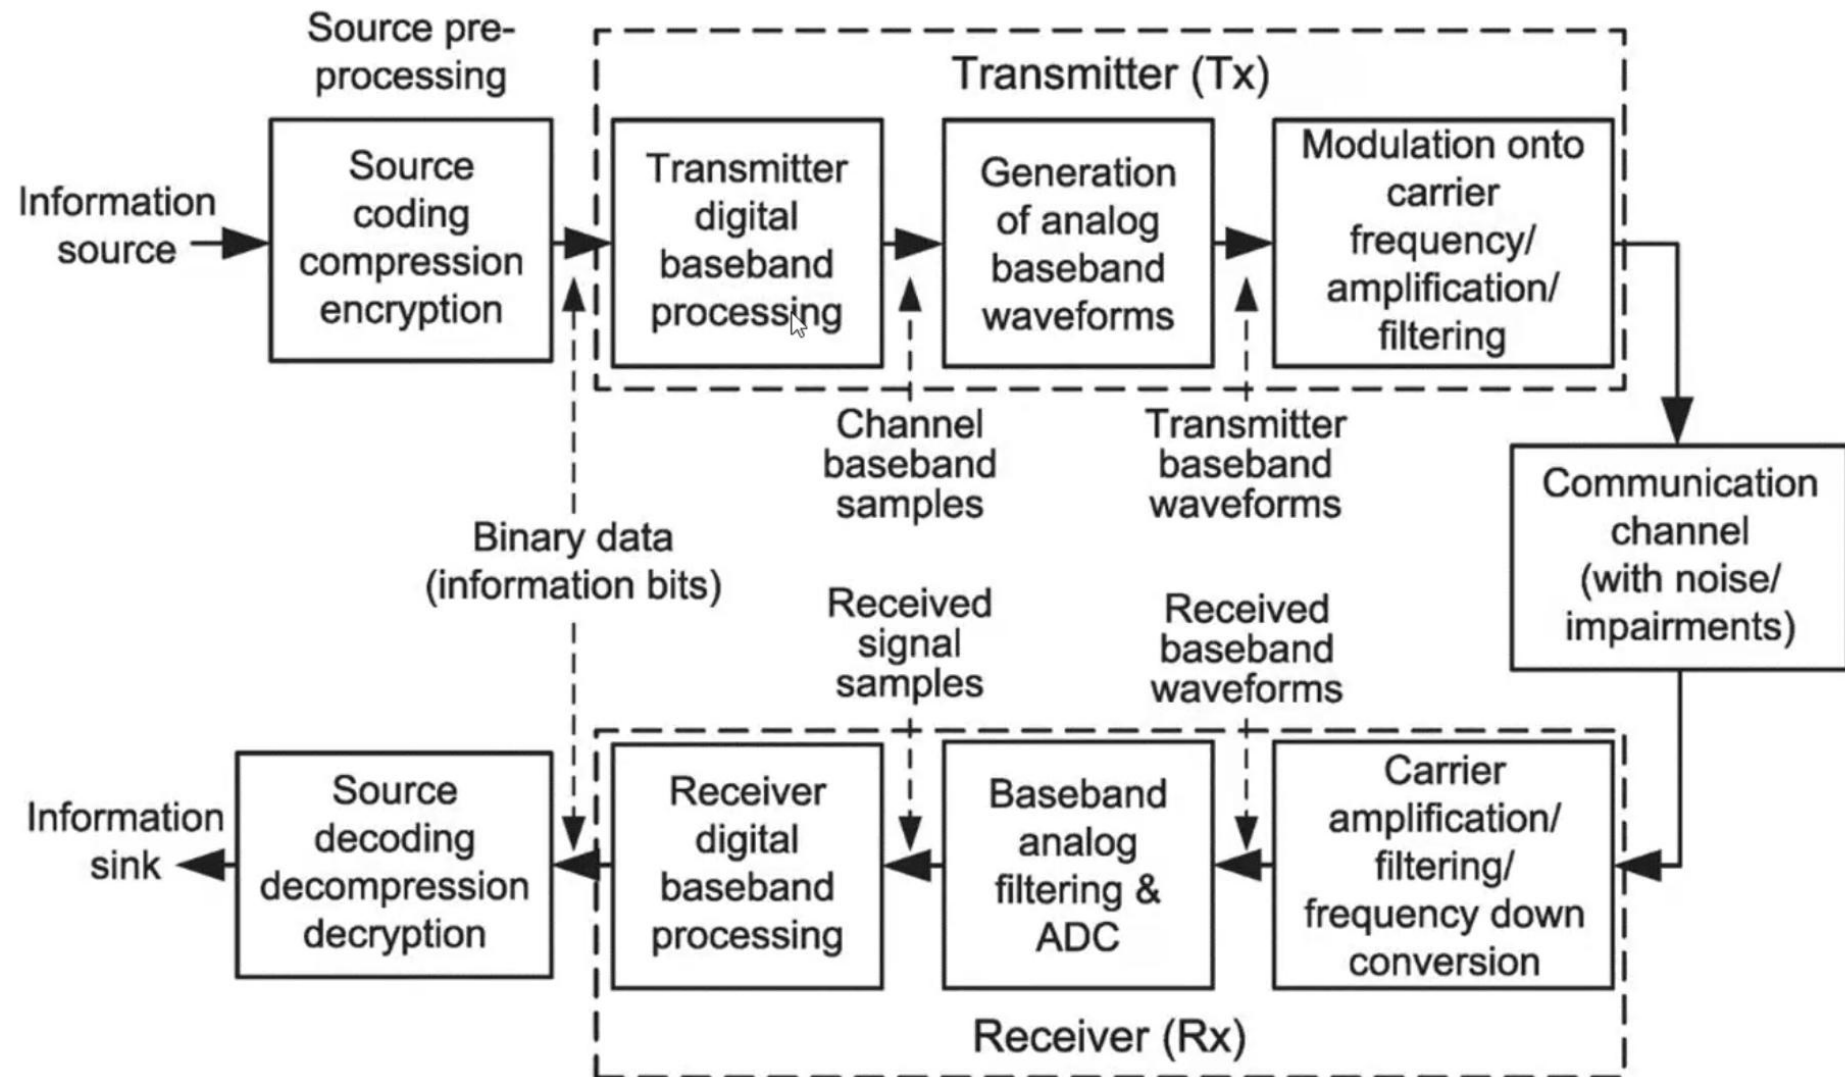 Source pre-
processing
Transmitter (Tx)
Information
source
Source
coding
compression
encryption
Transmitter
digital
baseband
processing
Generation
of analog
baseband
waveforms
Modulation onto
carrier
frequency/
amplification/
filtering
Channel
baseband
samples
Transmitter
baseband
waveforms
Communication
channel
(with noise/
impairments)
Binary data
(information bits)
Received
signal
samples
Received
baseband
waveforms
Information
sink
Source
decoding
decompression
decryption
Receiver
digital
baseband
processing
Baseband
analog
filtering &
ADC
Carrier
amplification/
filtering/
frequency down
conversion
Receiver (Rx)